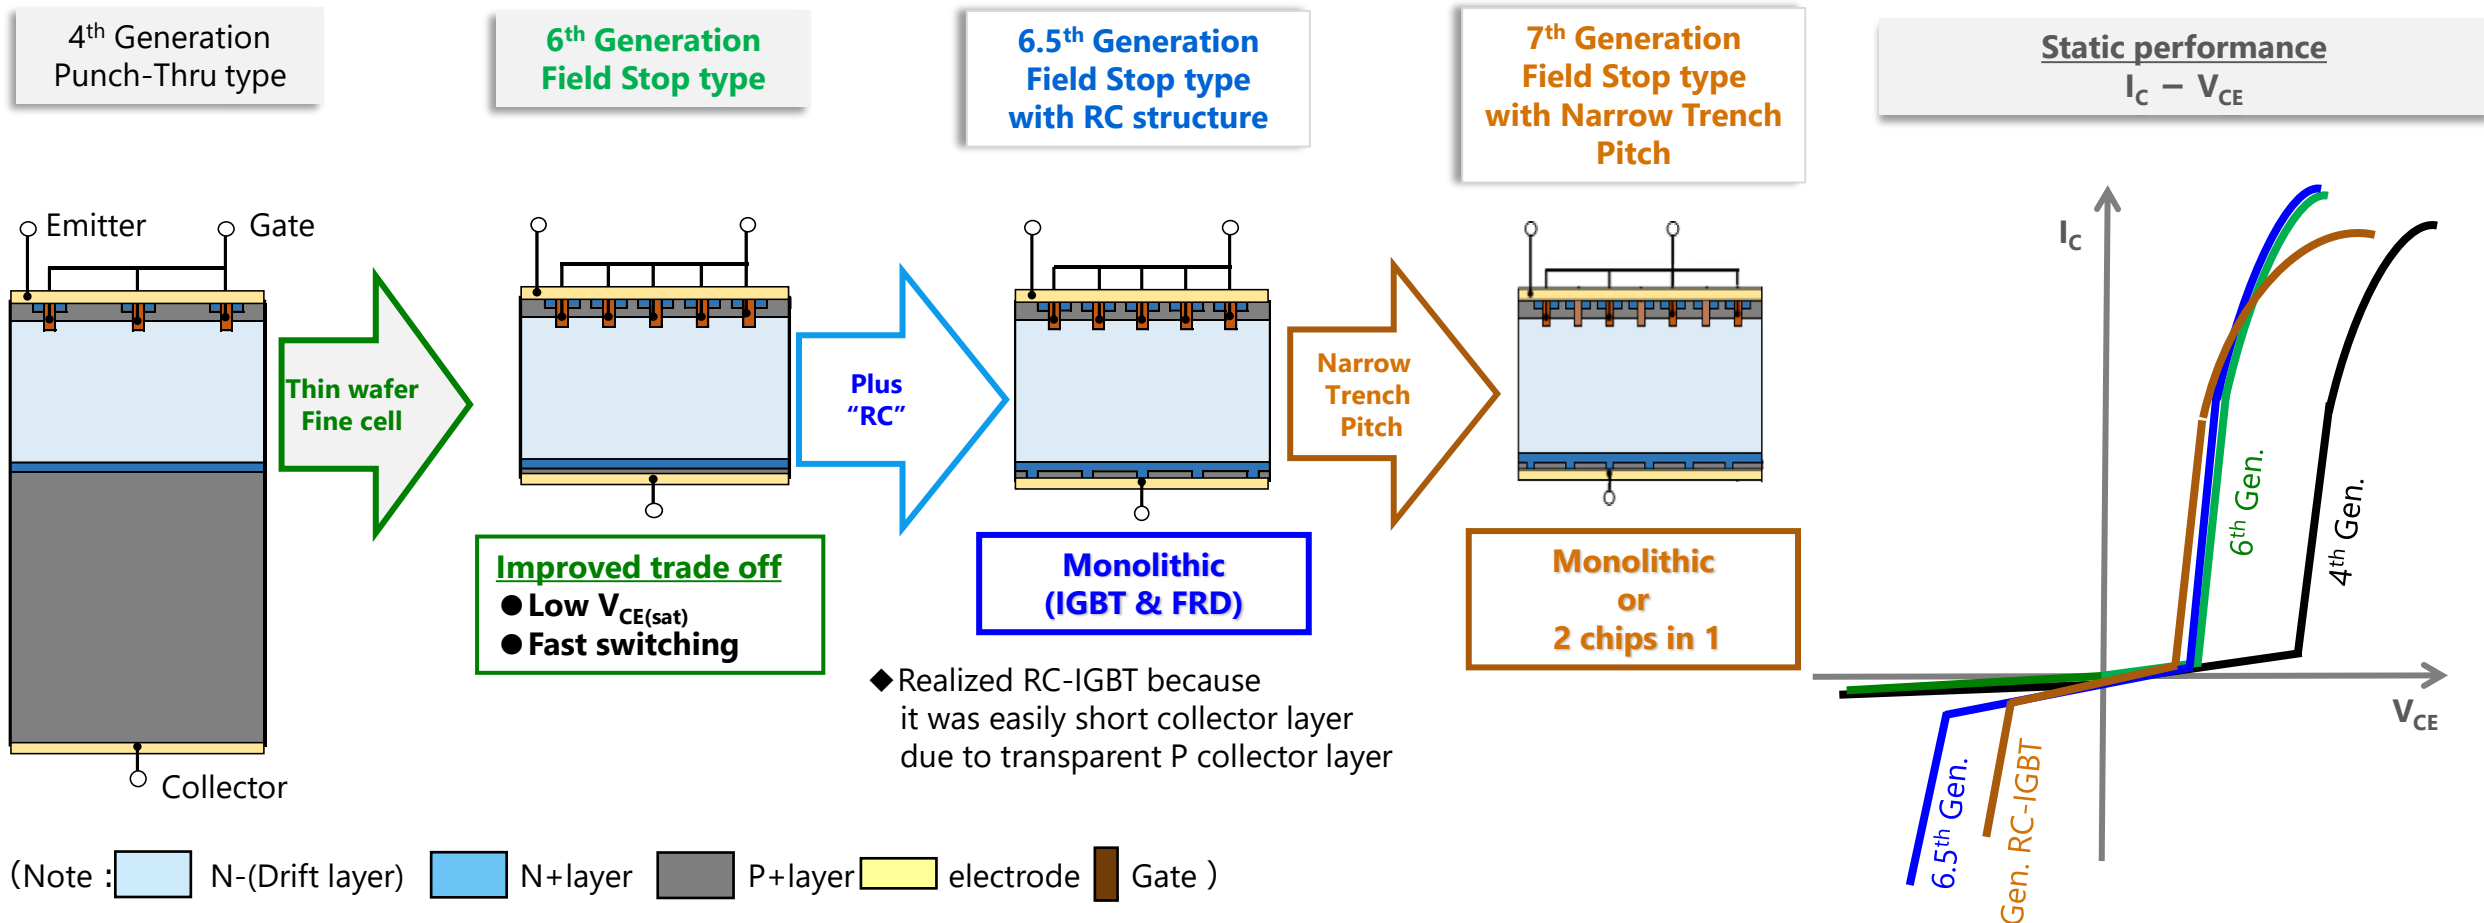 4th Generation
Punch-Thru type
6th Generation
Field Stop type
6.5th Generation
Field Stop type
with RC structure
7th Generation
Field Stop type
with Narrow Trench
Pitch
Static performance
IC – VCE
Emitter
Gate
Thin wafer
Fine cell
Plus
“RC”
Narrow
Trench
Pitch
Collector
Improved trade off
●Low VCE(sat)
●Fast switching
Monolithic
(IGBT & FRD)
◆Realized RC-IGBT because
it was easily short collector layer
due to transparent P collector layer
Monolithic
or
2 chips in 1
IC
VCE
6th Gen.
4th Gen.
6.5th Gen.
Gen. RC-IGBT
(Note : N-(Drift layer) N+layer P+layer electrode Gate )